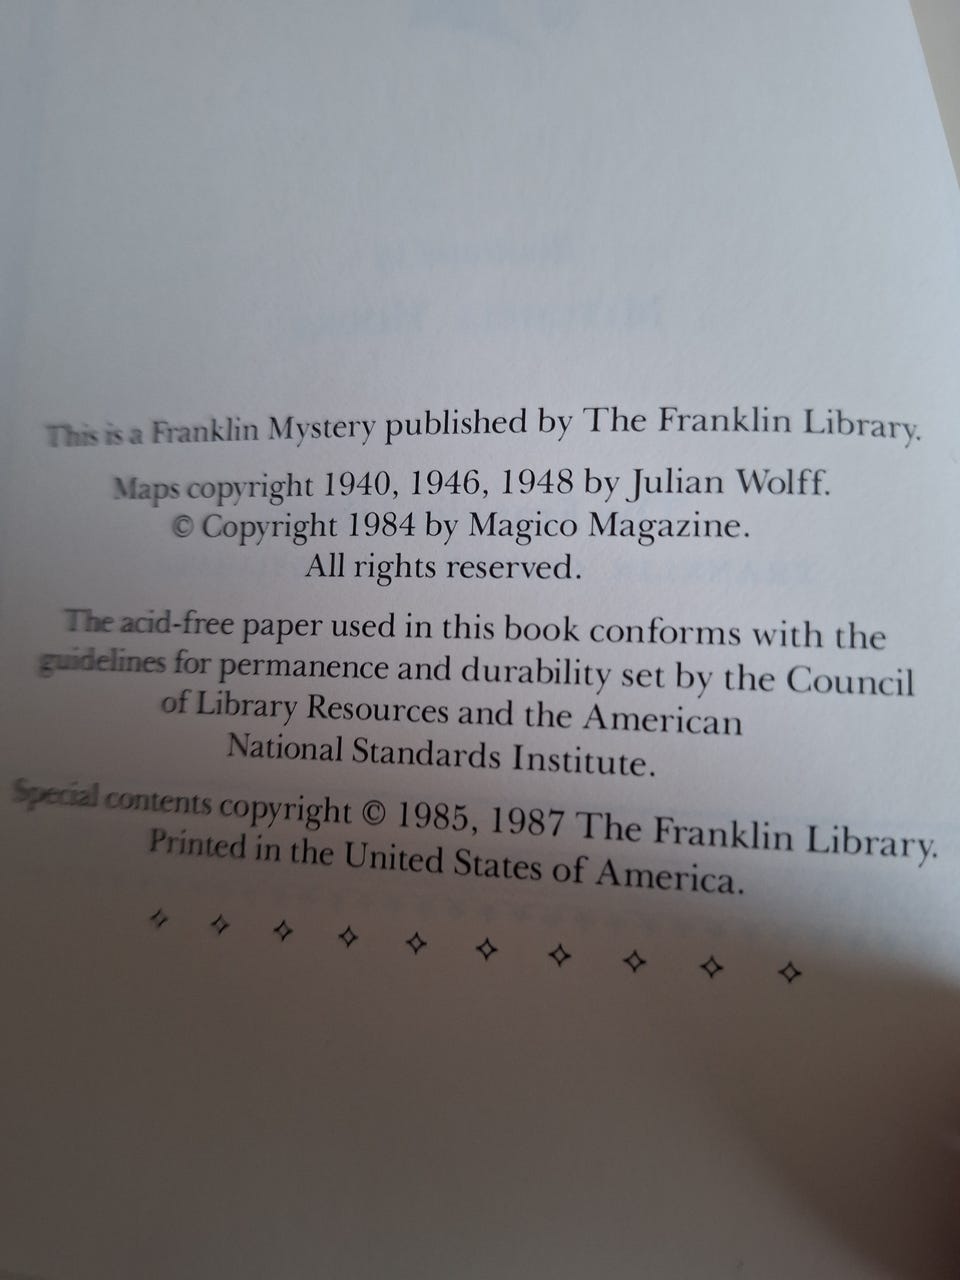 This is a Franklin Mystery published by The Franklin Library.
Maps copyright 1940, 1946, 1948 by Julian Wolff.
© Copyright 1984 by Magico Magazine.
All rights reserved.
The acid-free paper used in this book conforms with the
guidelines for permanence and durability set by the Council
of Library Resources and the American
National Standards Institute.
Special contents copyright © 1985, 1987 The Franklin Library.
Printed in the United States of America.